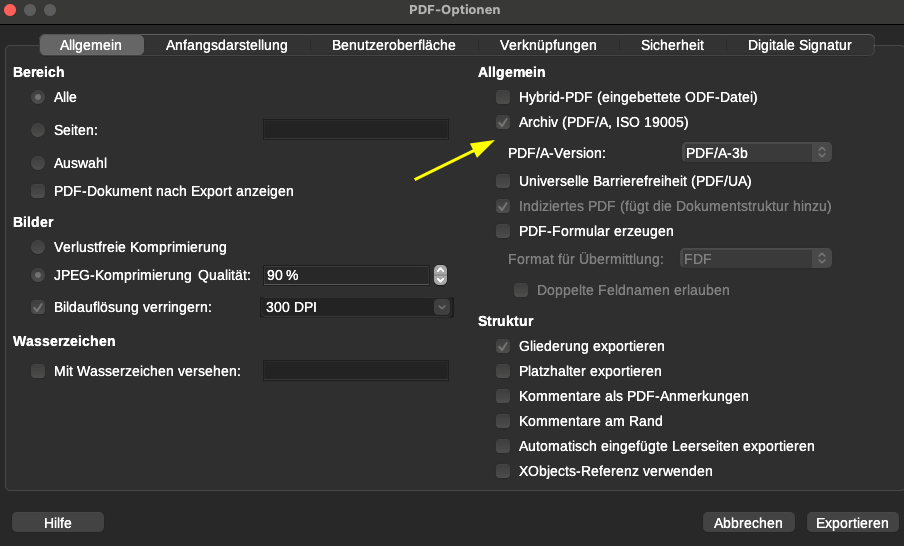 PDF-Optionen
Allgemein
Anfangsdarstellung
Benutzeroberfläche
Verknüpfungen
Sicherheit
Digitale Signatur
Bereich
Alle
Seiten:
Auswahl
PDF-Dokument nach Export anzeigen
Bilder
Verlustfreie Komprimierung
JPEG-Komprimierung Qualität: 90 %
Bildauflösung verringern: 300 DPI
Wasserzeichen
Mit Wasserzeichen versehen:
Allgemein
Hybrid-PDF (eingebettete ODF-Datei)
Archiv (PDF/A, ISO 19005)
PDF/A-Version: PDF/A-3b
Universelle Barrierefreiheit (PDF/UA)
Indiziertes PDF (fügt die Dokumentstruktur hinzu)
PDF-Formular erzeugen
Format für Übermittlung: FDF
Doppelte Feldnamen erlauben
Struktur
Gliederung exportieren
Platzhalter exportieren
Kommentare als PDF-Anmerkungen
Kommentare am Rand
Automatisch eingefügte Leerseiten exportieren
XObjects-Referenz verwenden
Hilfe
Abbrechen
Exportieren